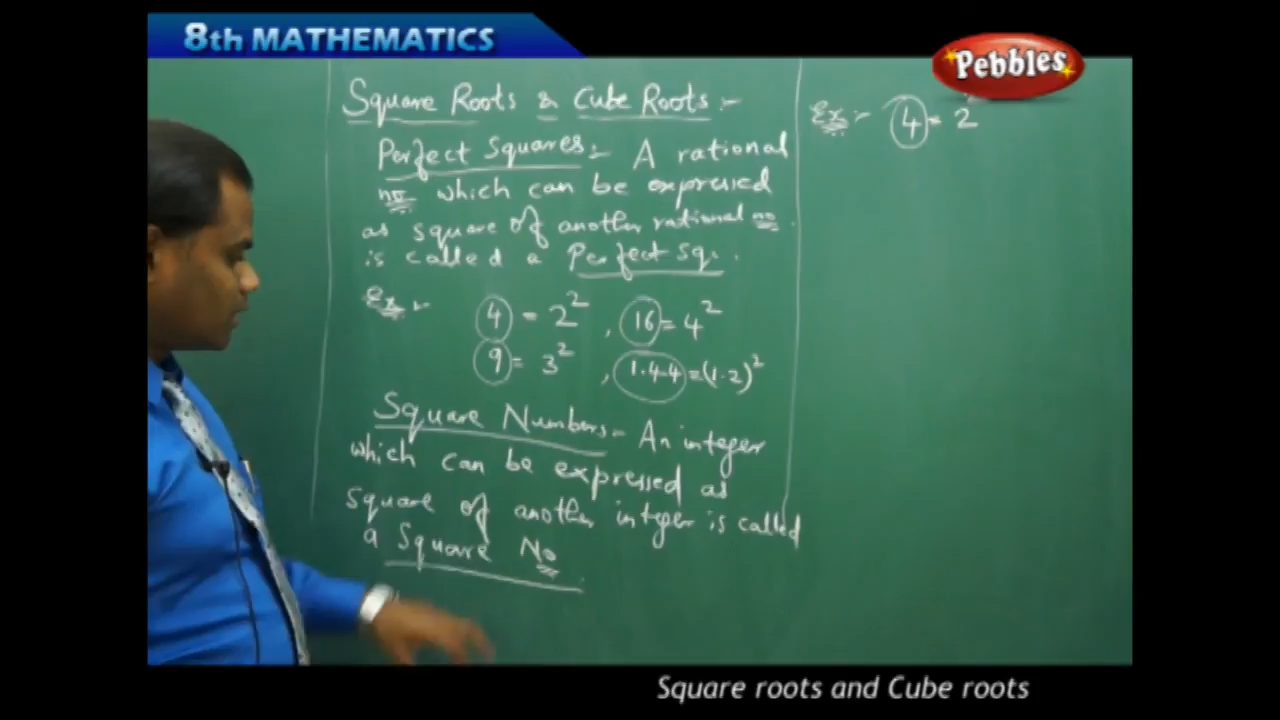 8th MATHEMATICS
Pebbles
Square Roots & Cube Roots :-
Perfect Squares :- A rational
no which can be expressed
as square of another rational no
is called a Perfect sq.
Ex :- 4 = 2² , 16 = 4²
9 = 3² , 1.44 = (1.2)²
Square Numbers - An integer
which can be expressed as
square of another integer is called
a Square No
Ex :- 4 = 2²
Square roots and Cube roots